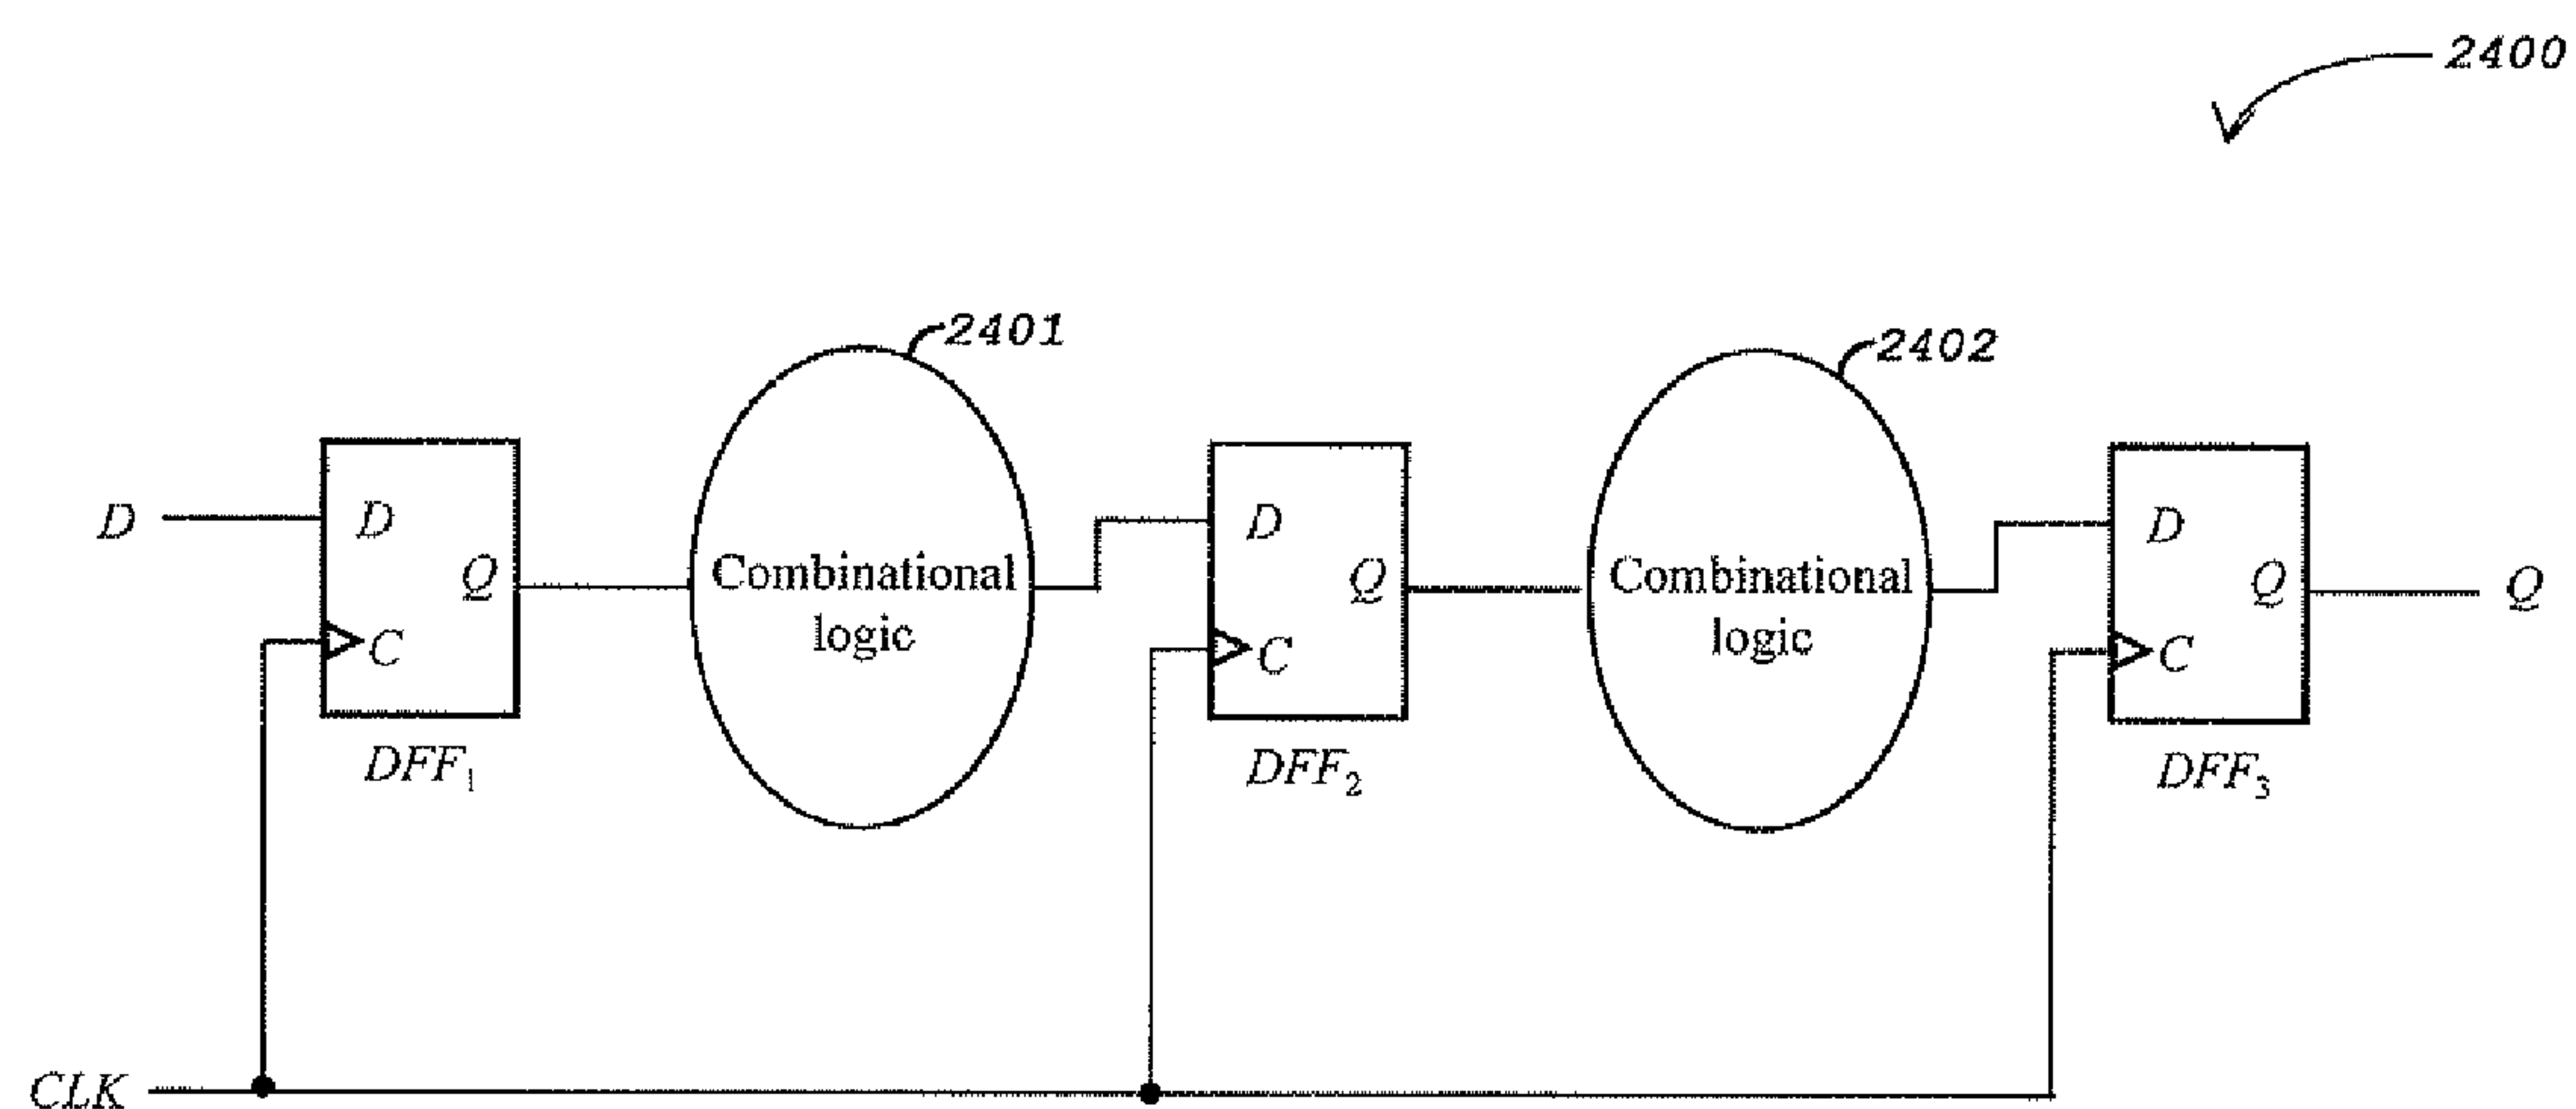 2400
2401
2402
D
D
Q
C
DFF₁
Combinational
logic
D
Q
C
DFF₂
Combinational
logic
D
Q
C
DFF₃
Q
CLK